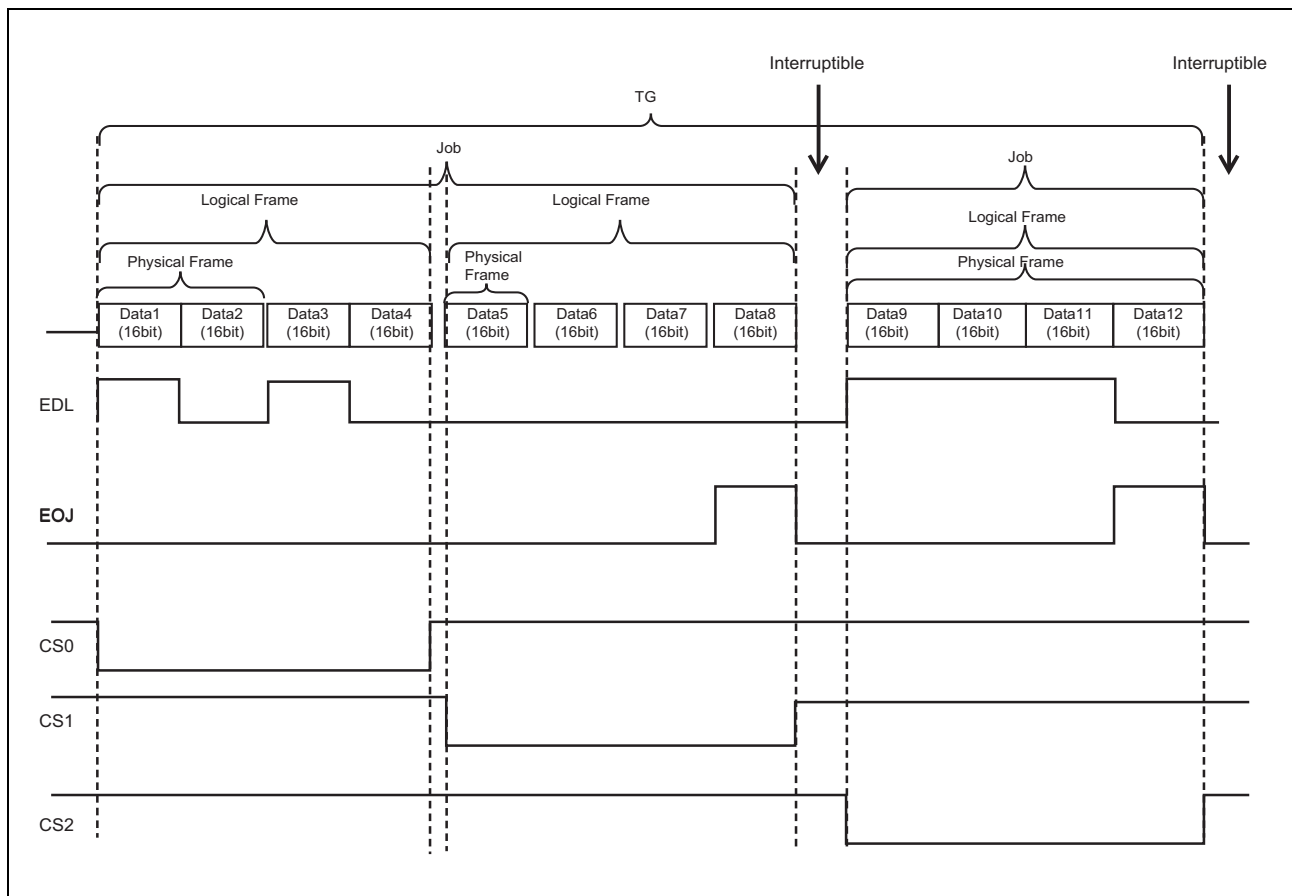 Interruptible
Interruptible
TG
Job
Job
Logical Frame
Logical Frame
Logical Frame
Physical Frame
Physical
Frame
Physical Frame
Data1
(16bit)
Data2
(16bit)
Data3
(16bit)
Data4
(16bit)
Data5
(16bit)
Data6
(16bit)
Data7
(16bit)
Data8
(16bit)
Data9
(16bit)
Data10
(16bit)
Data11
(16bit)
Data12
(16bit)
EDL
EOJ
CS0
CS1
CS2